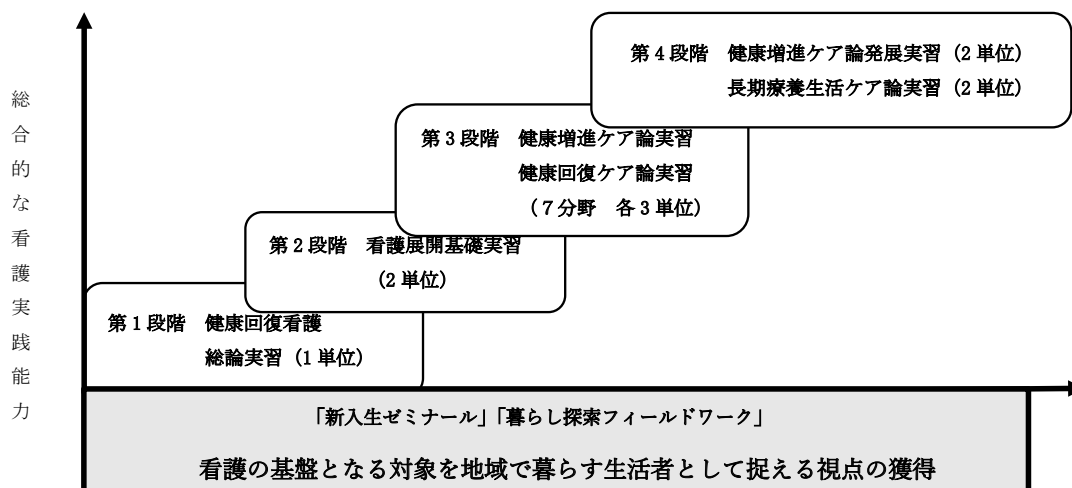 総合的な看護実践能力
第４段階　健康増進ケア論発展実習（2 単位）
長期療養生活ケア論実習（2 単位）
第３段階　健康増進ケア論実習
健康回復ケア論実習
（７分野　各３単位）
第２段階　看護展開基礎実習
（2 単位）
第１段階　健康回復看護
総論実習（1 単位）
「新入生ゼミナール」「暮らし探索フィールドワーク」
看護の基盤となる対象を地域で暮らす生活者として捉える視点の獲得